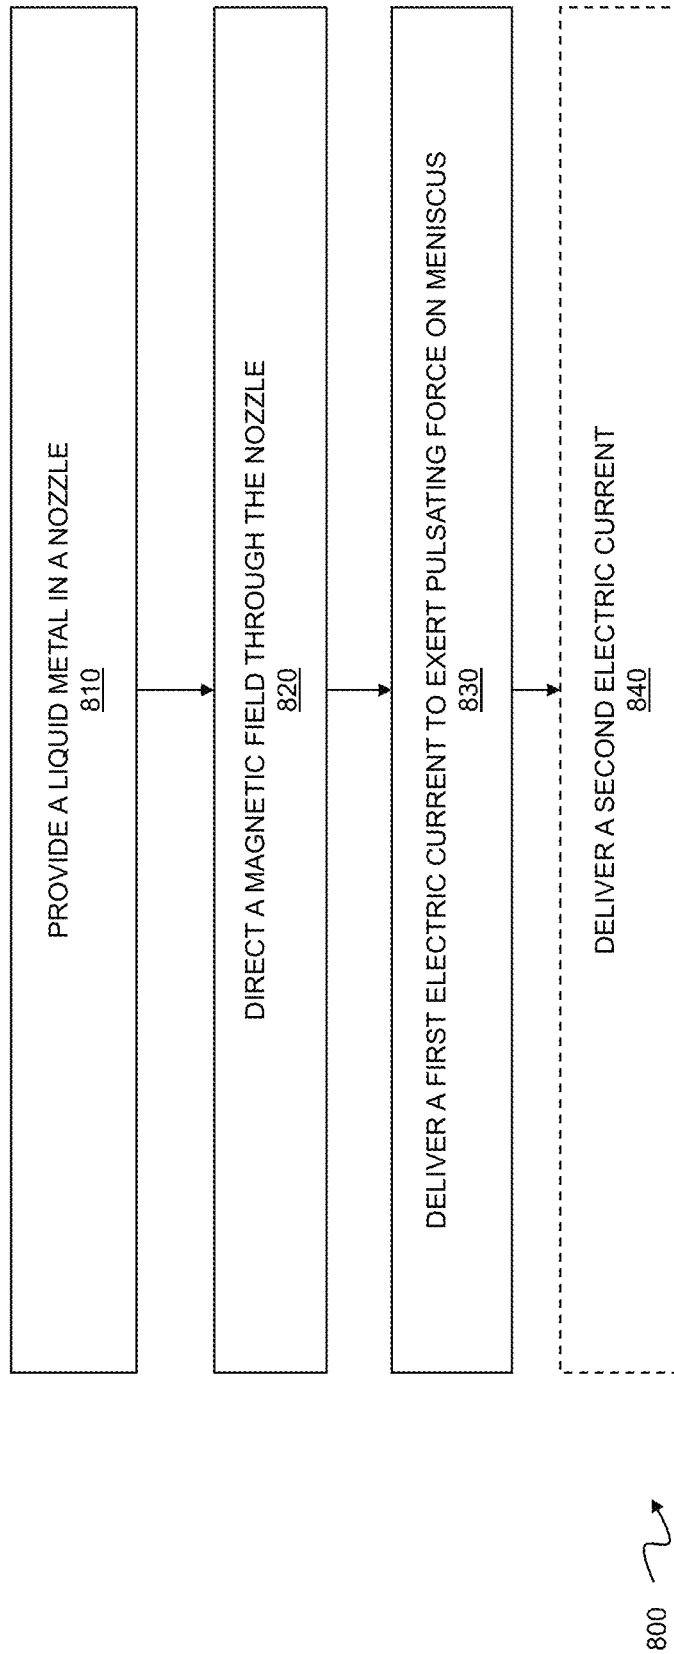 PROVIDE A LIQUID METAL IN A NOZZLE
810
DIRECT A MAGNETIC FIELD THROUGH THE NOZZLE
820
DELIVER A FIRST ELECTRIC CURRENT TO EXERT PULSATING FORCE ON MENISCUS
830
DELIVER A SECOND ELECTRIC CURRENT
840
800